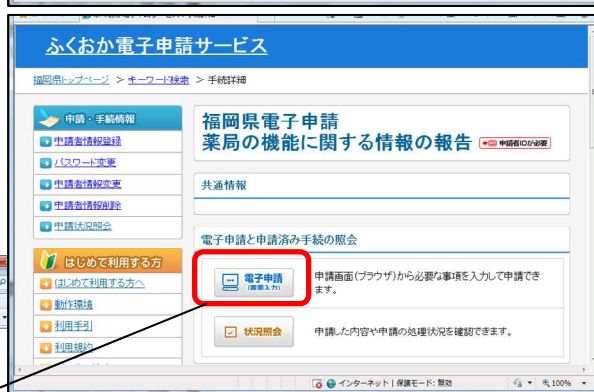 ふくおか電子申請サービス
福岡県トップページ > キーワード検索 > 手続詳細
申請・手続情報
申請者情報登録
パスワード変更
申請者情報変更
申請者情報削除
申請状況照会
はじめて利用する方
はじめて利用する方へ
動作環境
利用手引
利用規約
福岡県電子申請
薬局の機能に関する情報の報告 申請者IDが必要
共通情報
電子申請と申請済み手続の照会
電子申請
(画面入力)
申請画面(ブラウザ)から必要な事項を入力して申請でき
ます。
状況照会
申請した内容や申請の処理状況を確認できます。
インターネット | 保護モード: 無効
100%